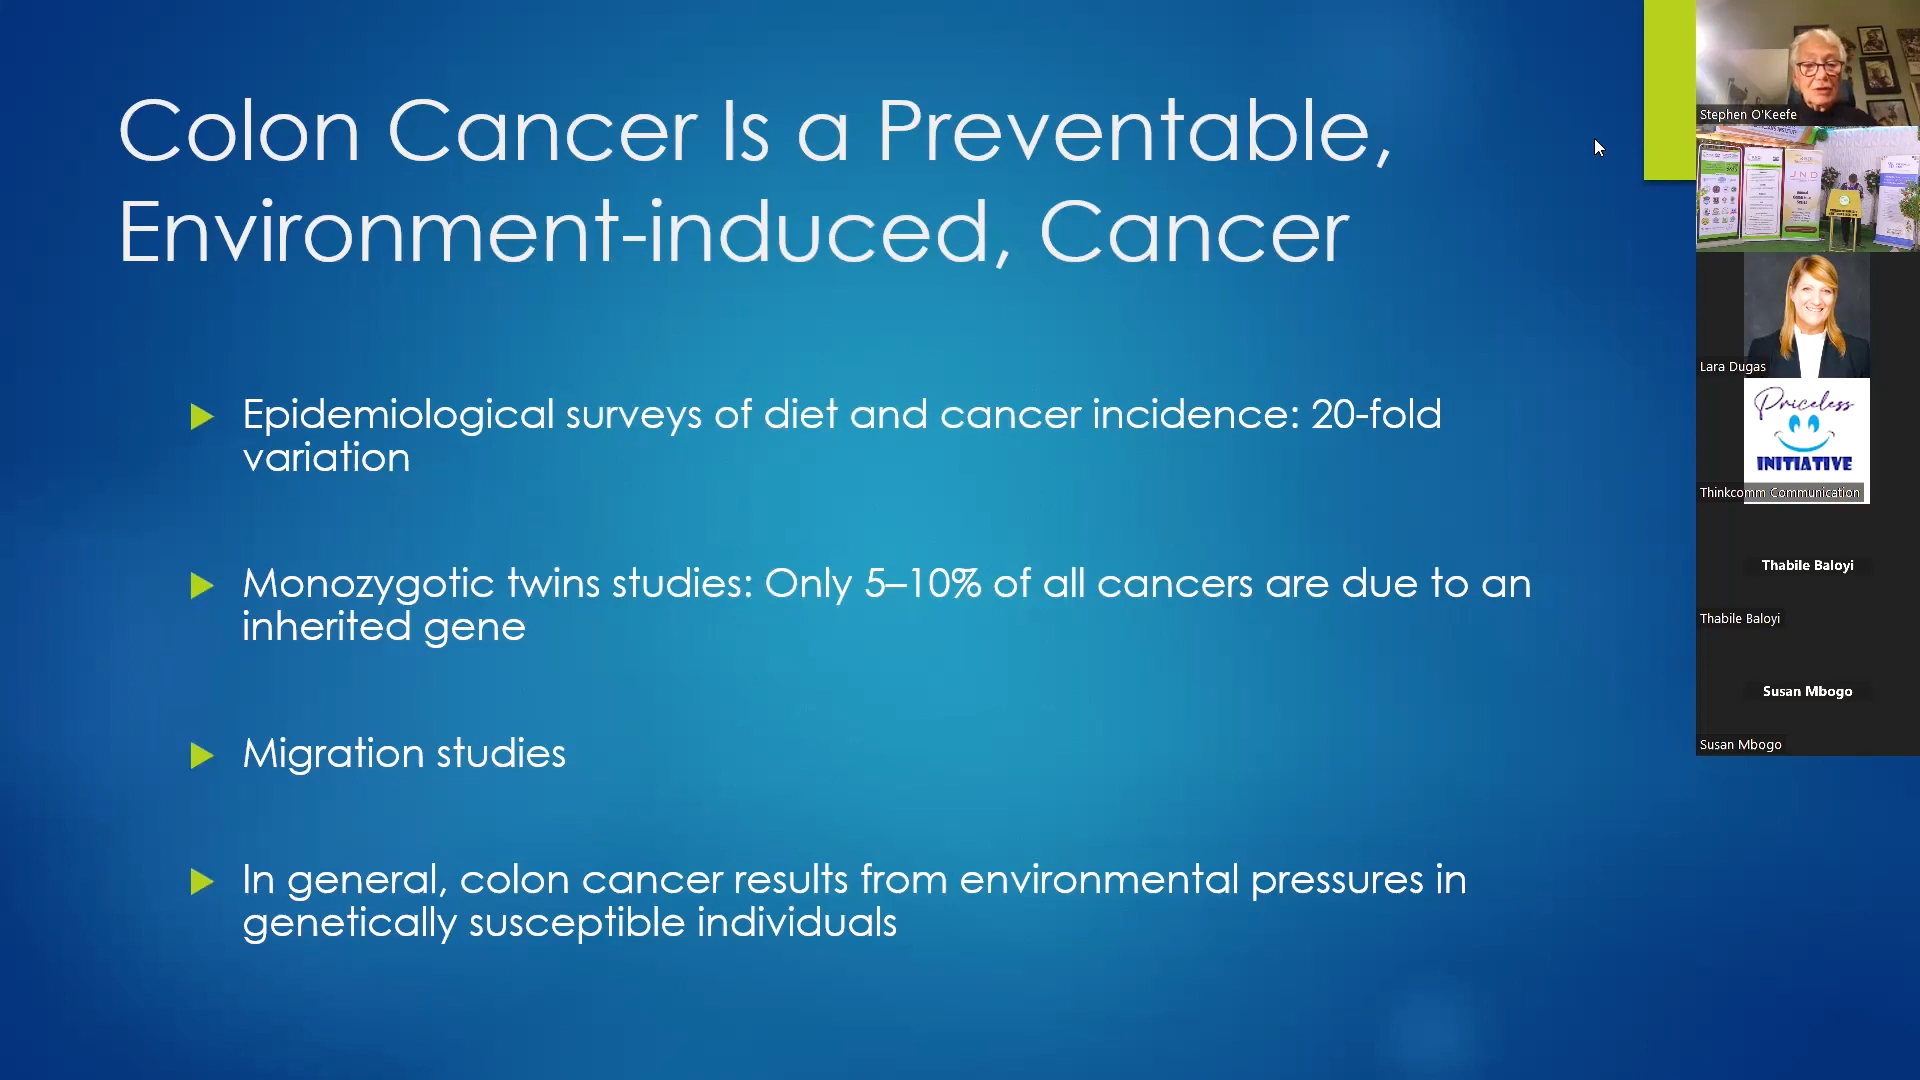 Colon Cancer Is a Preventable,
Environment-induced, Cancer
Epidemiological surveys of diet and cancer incidence: 20-fold
variation
Monozygotic twins studies: Only 5–10% of all cancers are due to an
inherited gene
Migration studies
In general, colon cancer results from environmental pressures in
genetically susceptible individuals
Stephen O'Keefe
JND
Lara Dugas
Priceless
INITIATIVE
Thinkcomm Communication
Thabile Baloyi
Thabile Baloyi
Susan Mbogo
Susan Mbogo